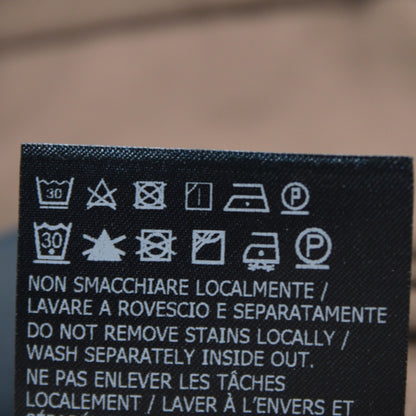 30 P
30 P
NON SMACCHIARE LOCALMENTE /
LAVARE A ROVESCIO E SEPARATAMENTE
DO NOT REMOVE STAINS LOCALLY /
WASH SEPARATELY INSIDE OUT.
NE PAS ENLEVER LES TÂCHES
LOCALEMENT / LAVER À L'ENVERS ET